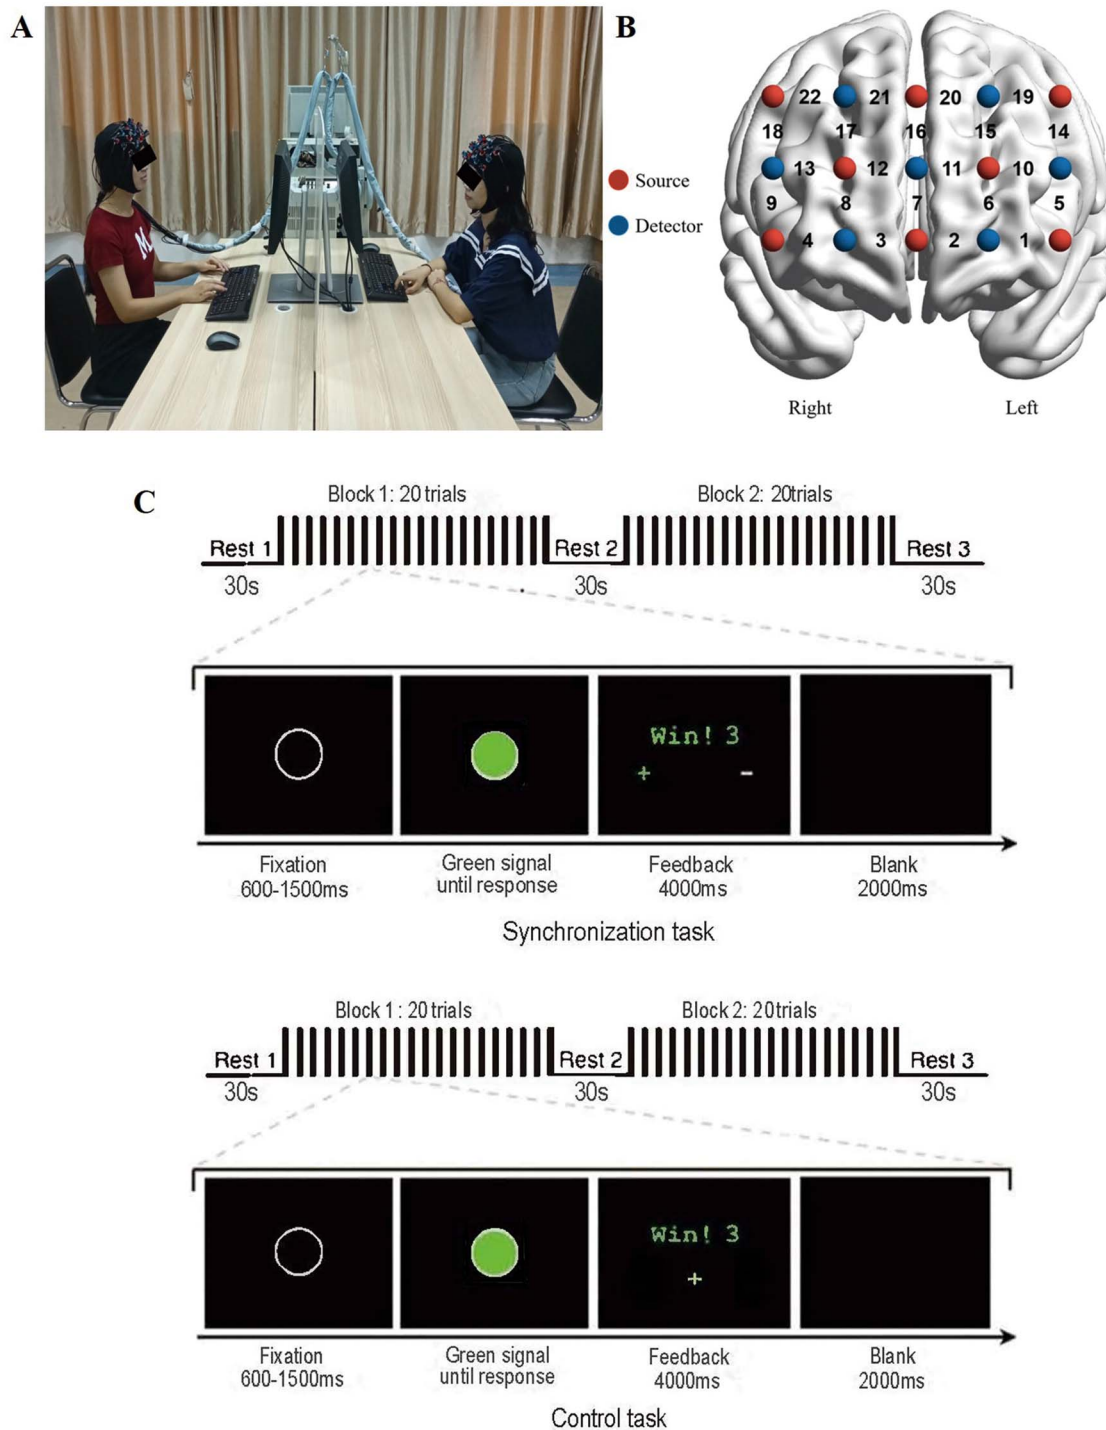 A
B
22 21 20 19
18 17 16 15 14
13 12 11 10
9 8 7 6 5
4 3 2 1
Source
Detector
Right Left
M
C
Block 1: 20 trials Block 2: 20trials
Rest 1 Rest 2 Rest 3
30s 30s 30s
Win! 3
+ -
Fixation Green signal Feedback Blank
600-1500ms until response 4000ms 2000ms
Synchronization task
Block 1: 20 trials Block 2: 20 trials
Rest 1 Rest 2 Rest 3
30s 30s 30s
Win! 3
+
Fixation Green signal Feedback Blank
600-1500ms until response 4000ms 2000ms
Control task